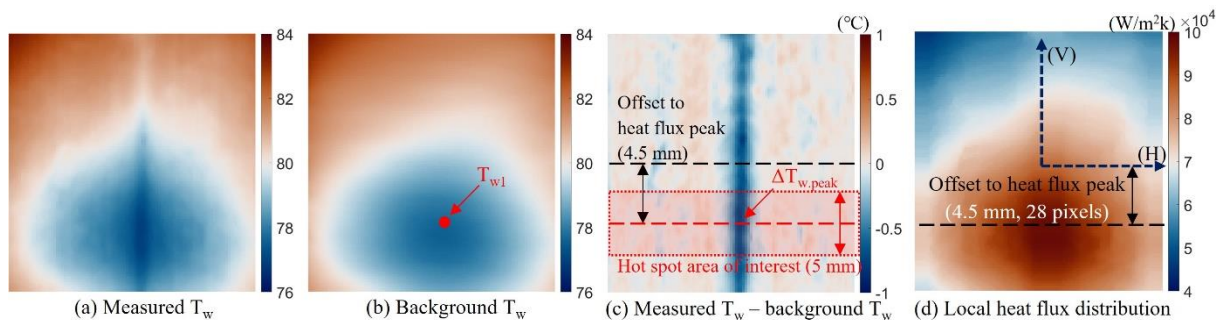 (°C)
(W/m²k)
×10⁴
84
82
80
78
76
T_w1
84
82
80
78
76
Offset to
heat flux peak
(4.5 mm)
ΔT_w.peak
Hot spot area of interest (5 mm)
1
0.5
0
-0.5
-1
(V)
(H)
Offset to heat flux peak
(4.5 mm, 28 pixels)
10
9
8
7
6
5
4
(a) Measured T_w
(b) Background T_w
(c) Measured T_w – background T_w
(d) Local heat flux distribution